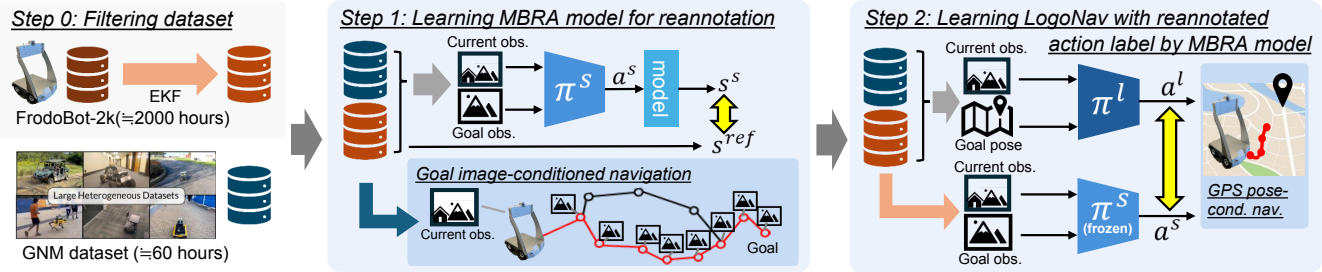 Step 0: Filtering dataset
EKF
FrodoBot-2k(≒2000 hours)
Large Heterogeneous Datasets
GNM dataset (≒60 hours)
Step 1: Learning MBRA model for reannotation
Current obs.
Goal obs.
π^s
a^s
model
s^s
s^ref
Goal image-conditioned navigation
Current obs.
Goal
Step 2: Learning LogoNav with reannotated
action label by MBRA model
Current obs.
Goal pose
π^l
a^l
Current obs.
Goal obs.
π^s
(frozen)
a^s
GPS pose-
cond. nav.